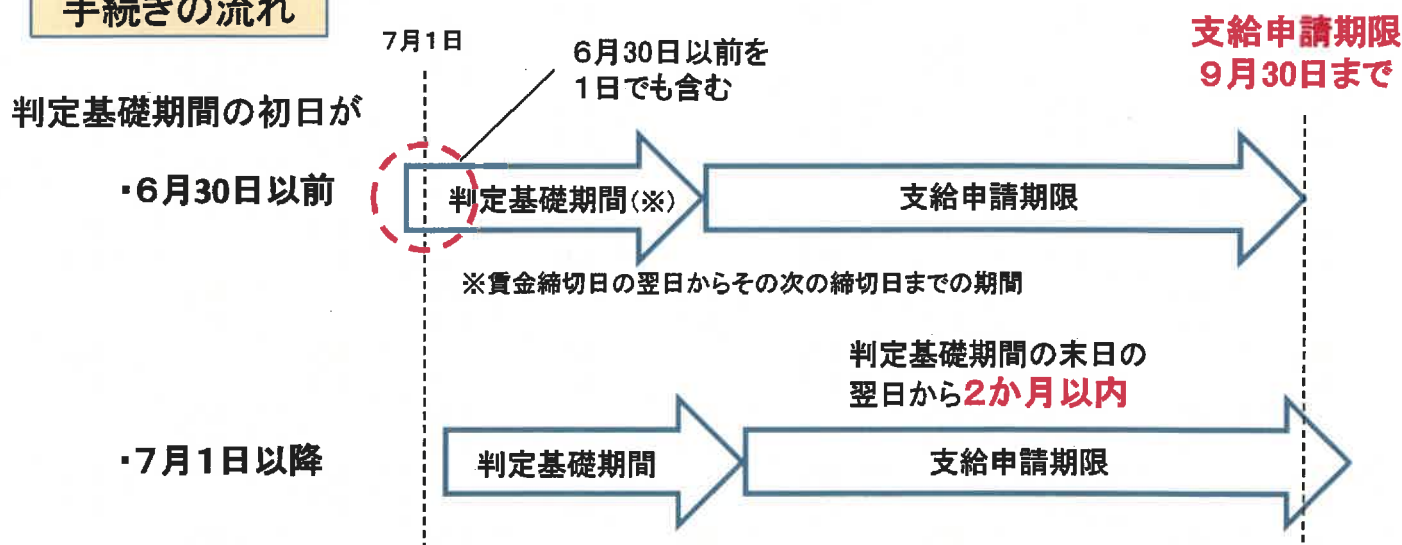 手続きの流れ
7月1日
6月30日以前を
1日でも含む
支給申請期限
9月30日まで
判定基礎期間の初日が
・6月30日以前
判定基礎期間(※)
支給申請期限
※賃金締切日の翌日からその次の締切日までの期間
判定基礎期間の末日の
翌日から2か月以内
・7月1日以降
判定基礎期間
支給申請期限